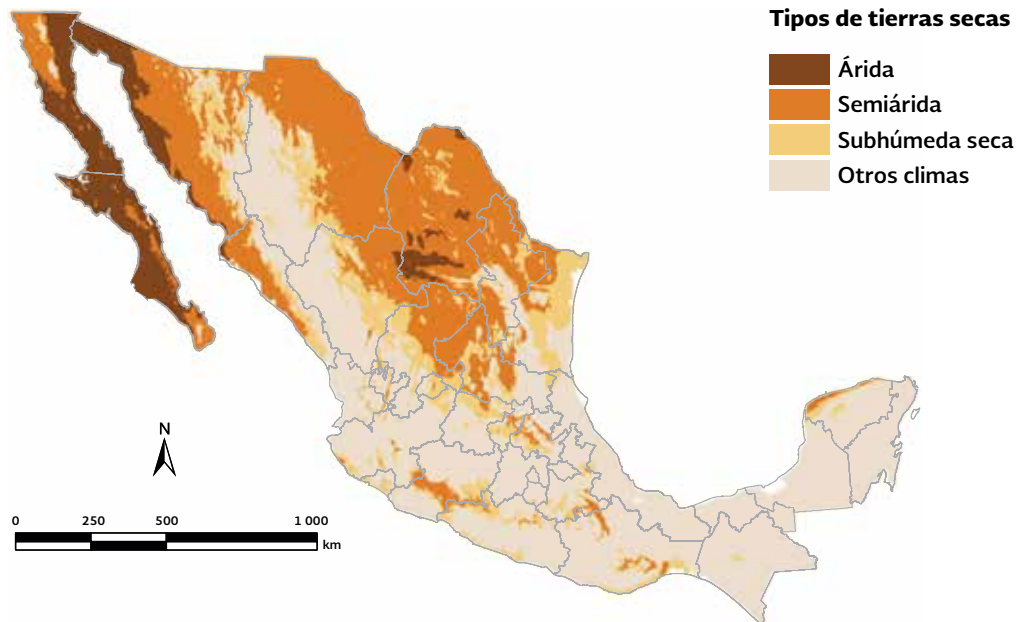 Tipos de tierras secas
Árida
Semiárida
Subhúmeda seca
Otros climas
N
0 250 500 1 000
km